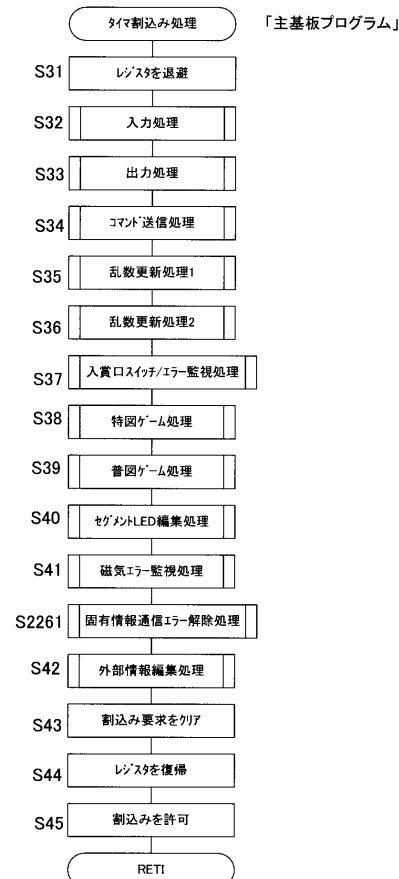 タイマ割込み処理
「主基板プログラム」
S31 レジスタを退避
S32 入力処理
S33 出力処理
S34 コマンド送信処理
S35 乱数更新処理1
S36 乱数更新処理2
S37 入賞口スイッチ/エラー監視処理
S38 特図ゲーム処理
S39 普図ゲーム処理
S40 セグメントLED編集処理
S41 磁気エラー監視処理
S2261 固有情報通信エラー解除処理
S42 外部情報編集処理
S43 割込み要求をクリア
S44 レジスタを復帰
S45 割込みを許可
RETI